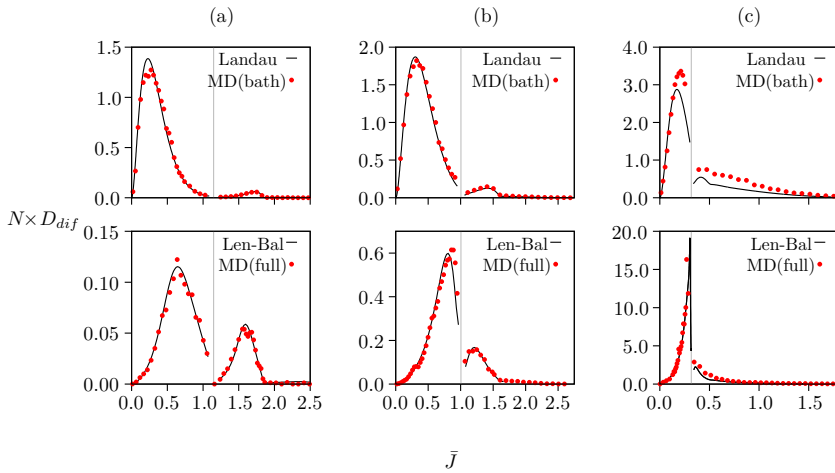 (a) (b) (c)
1.5 2.0 4.0
Landau — Landau — Landau —
MD(bath) • MD(bath) • MD(bath) •
1.5 3.0
1.0
1.0 2.0
0.5
0.5 1.0
0.0 0.0 0.0
N×D_dif
0.15 20.0
Len-Bal — Len-Bal — Len-Bal —
0.6
MD(full) • MD(full) • MD(full) •
15.0
0.10
0.4
10.0
0.05
0.2
5.0
0.00 0.0 0.0
0.0 0.5 1.0 1.5 2.0 2.5 0.0 0.5 1.0 1.5 2.0 2.5 0.0 0.5 1.0 1.5
J̄